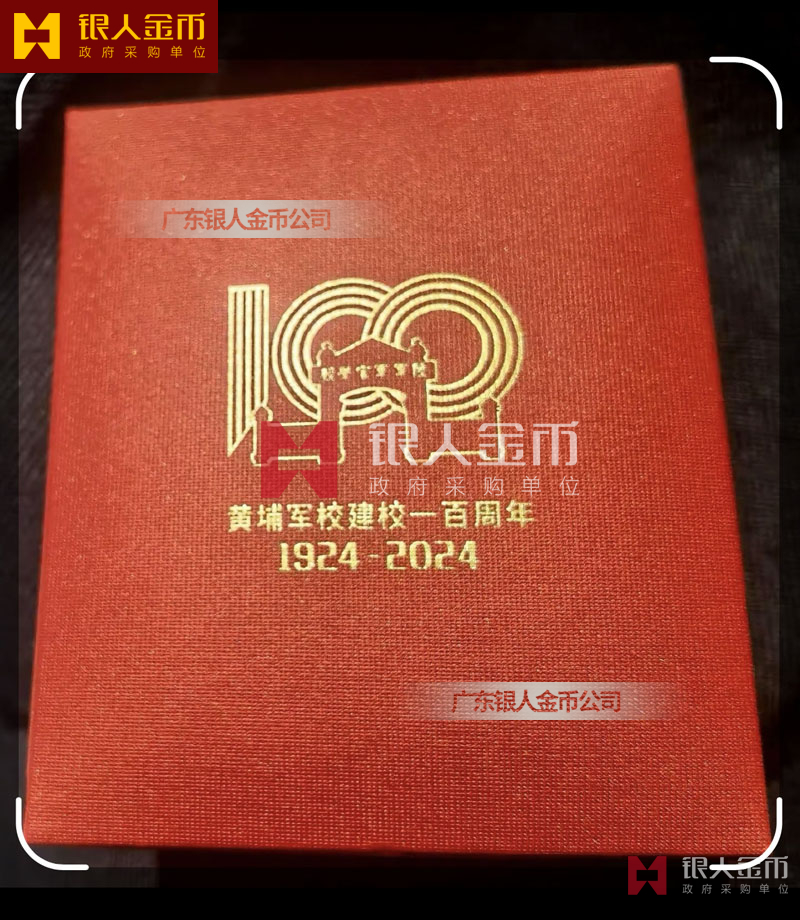 银人金币
政府采购单位
广东银人金币公司
100
黄埔军校建校一百周年
1924-2024
银人金币
政府采购单位
广东银人金币公司
银人金币
政府采购单位